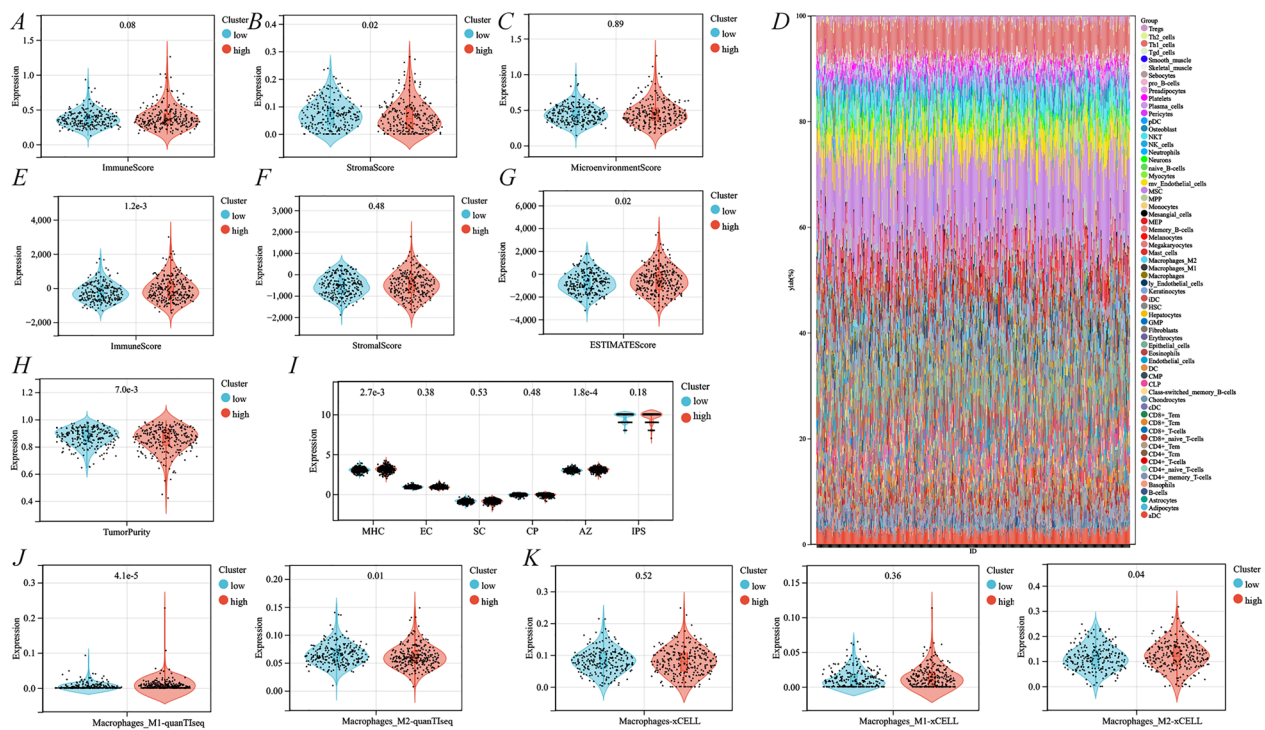 A
0.08
Cluster
low
high
1.5
1.0
0.5
0.0
Expression
ImmuneScore
B
0.02
Cluster
low
high
0.4
0.3
0.2
0.1
0.0
Expression
StromaScore
C
0.89
Cluster
low
high
1.5
1.0
0.5
0.0
Expression
MicroenvironmentScore
D
100
80
60
40
20
0
ylab(%)
ID
Group
Tregs
Th2_cells
Th1_cells
Tgd_cells
Smooth_muscle
Skeletal_muscle
Sebocytes
pro_B-cells
Preadipocytes
Platelets
Plasma_cells
Pericytes
pDC
Osteoblast
NKT
NK_cells
Neutrophils
Neurons
naive_B-cells
Myocytes
mv_Endothelial_cells
MSC
MPP
Monocytes
Mesangial_cells
MEP
Memory_B-cells
Melanocytes
Megakaryocytes
Mast_cells
Macrophages_M2
Macrophages_M1
Macrophages
ly_Endothelial_cells
Keratinocytes
iDC
HSC
Hepatocytes
GMP
Fibroblasts
Erythrocytes
Epithelial_cells
Eosinophils
Endothelial_cells
DC
CMP
CLP
Class-switched_memory_B-cells
Chondrocytes
cDC
CD8+_Tem
CD8+_Tcm
CD8+_T-cells
CD8+_naive_T-cells
CD4+_Tem
CD4+_Tcm
CD4+_T-cells
CD4+_naive_T-cells
CD4+_memory_T-cells
Basophils
B-cells
Astrocytes
Adipocytes
aDC
E
1.2e-3
Cluster
low
high
4,000
2,000
0
−2,000
Expression
ImmuneScore
F
0.48
Cluster
low
high
3,000
2,000
1,000
0
−1,000
−2,000
Expression
StromalScore
G
0.02
Cluster
low
high
6,000
4,000
2,000
0
−2,000
−4,000
Expression
ESTIMATEScore
H
7.0e-3
Cluster
low
high
1.2
1.0
0.8
0.6
0.4
Expression
TumorPurity
I
2.7e-3 0.38 0.53 0.48 1.8e-4 0.18
Cluster
low
high
10
5
0
Expression
MHC EC SC CP AZ IPS
J
4.1e-5
Cluster
low
high
0.3
0.2
0.1
0.0
Expression
Macrophages_M1-quanTIseq
0.01
Cluster
low
high
0.20
0.15
0.10
0.05
0.00
Expression
Macrophages_M2-quanTIseq
K
0.52
Cluster
low
high
0.3
0.2
0.1
0.0
Expression
Macrophages-xCELL
0.36
Cluster
low
high
0.15
0.10
0.05
0.00
Expression
Macrophages_M1-xCELL
0.04
Cluster
low
high
0.4
0.3
0.2
0.1
0.0
Expression
Macrophages_M2-xCELL